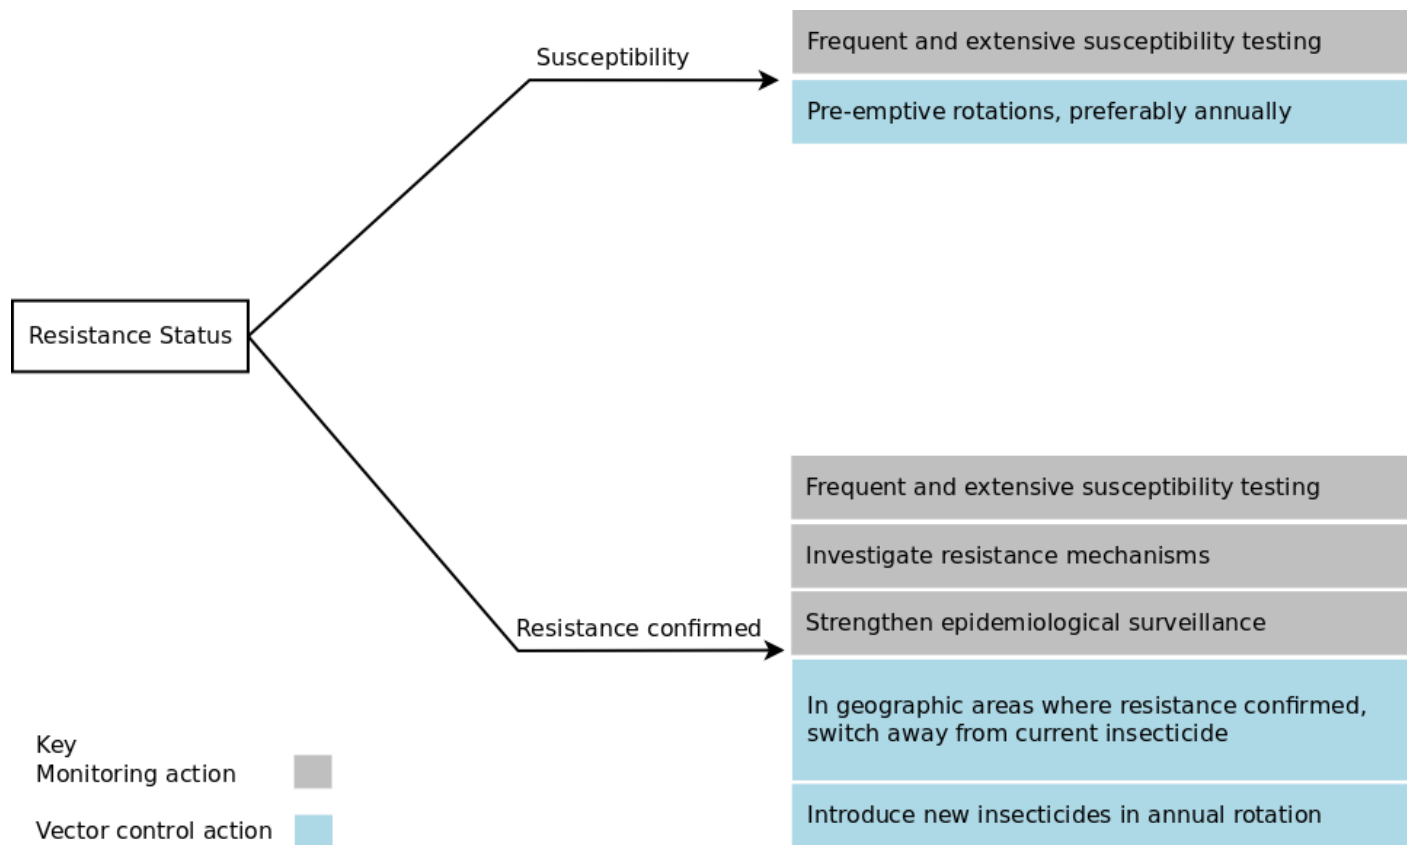 Susceptibility
Frequent and extensive susceptibility testing
Pre-emptive rotations, preferably annually
Resistance Status
Resistance confirmed
Frequent and extensive susceptibility testing
Investigate resistance mechanisms
Strengthen epidemiological surveillance
In geographic areas where resistance confirmed,
switch away from current insecticide
Introduce new insecticides in annual rotation
Key
Monitoring action
Vector control action